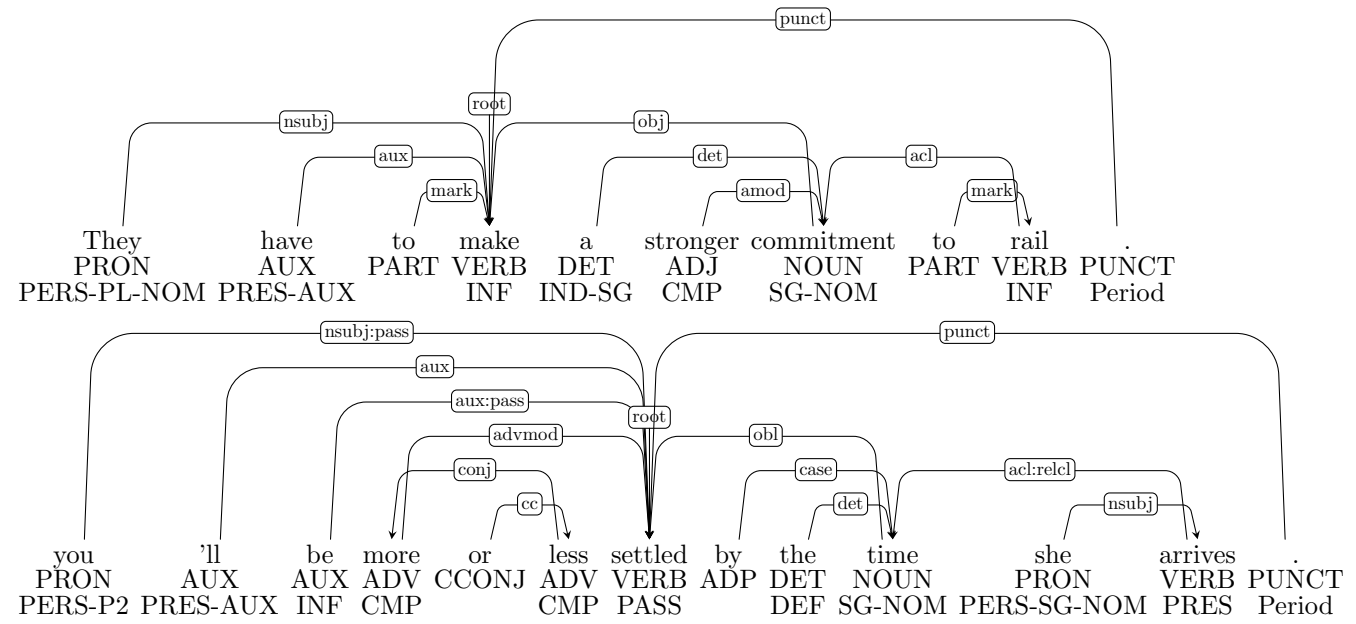 punct
root
nsubj obj
aux det acl
mark amod mark
They have to make a stronger commitment to rail .
PRON AUX PART VERB DET ADJ NOUN PART VERB PUNCT
PERS-PL-NOM PRES-AUX INF IND-SG CMP SG-NOM INF Period
nsubj:pass punct
aux
aux:pass
root
advmod obl
conj case acl:relcl
cc det nsubj
you 'll be more or less settled by the time she arrives .
PRON AUX AUX ADV CCONJ ADV VERB ADP DET NOUN PRON VERB PUNCT
PERS-P2 PRES-AUX INF CMP CMP PASS DEF SG-NOM PERS-SG-NOM PRES Period